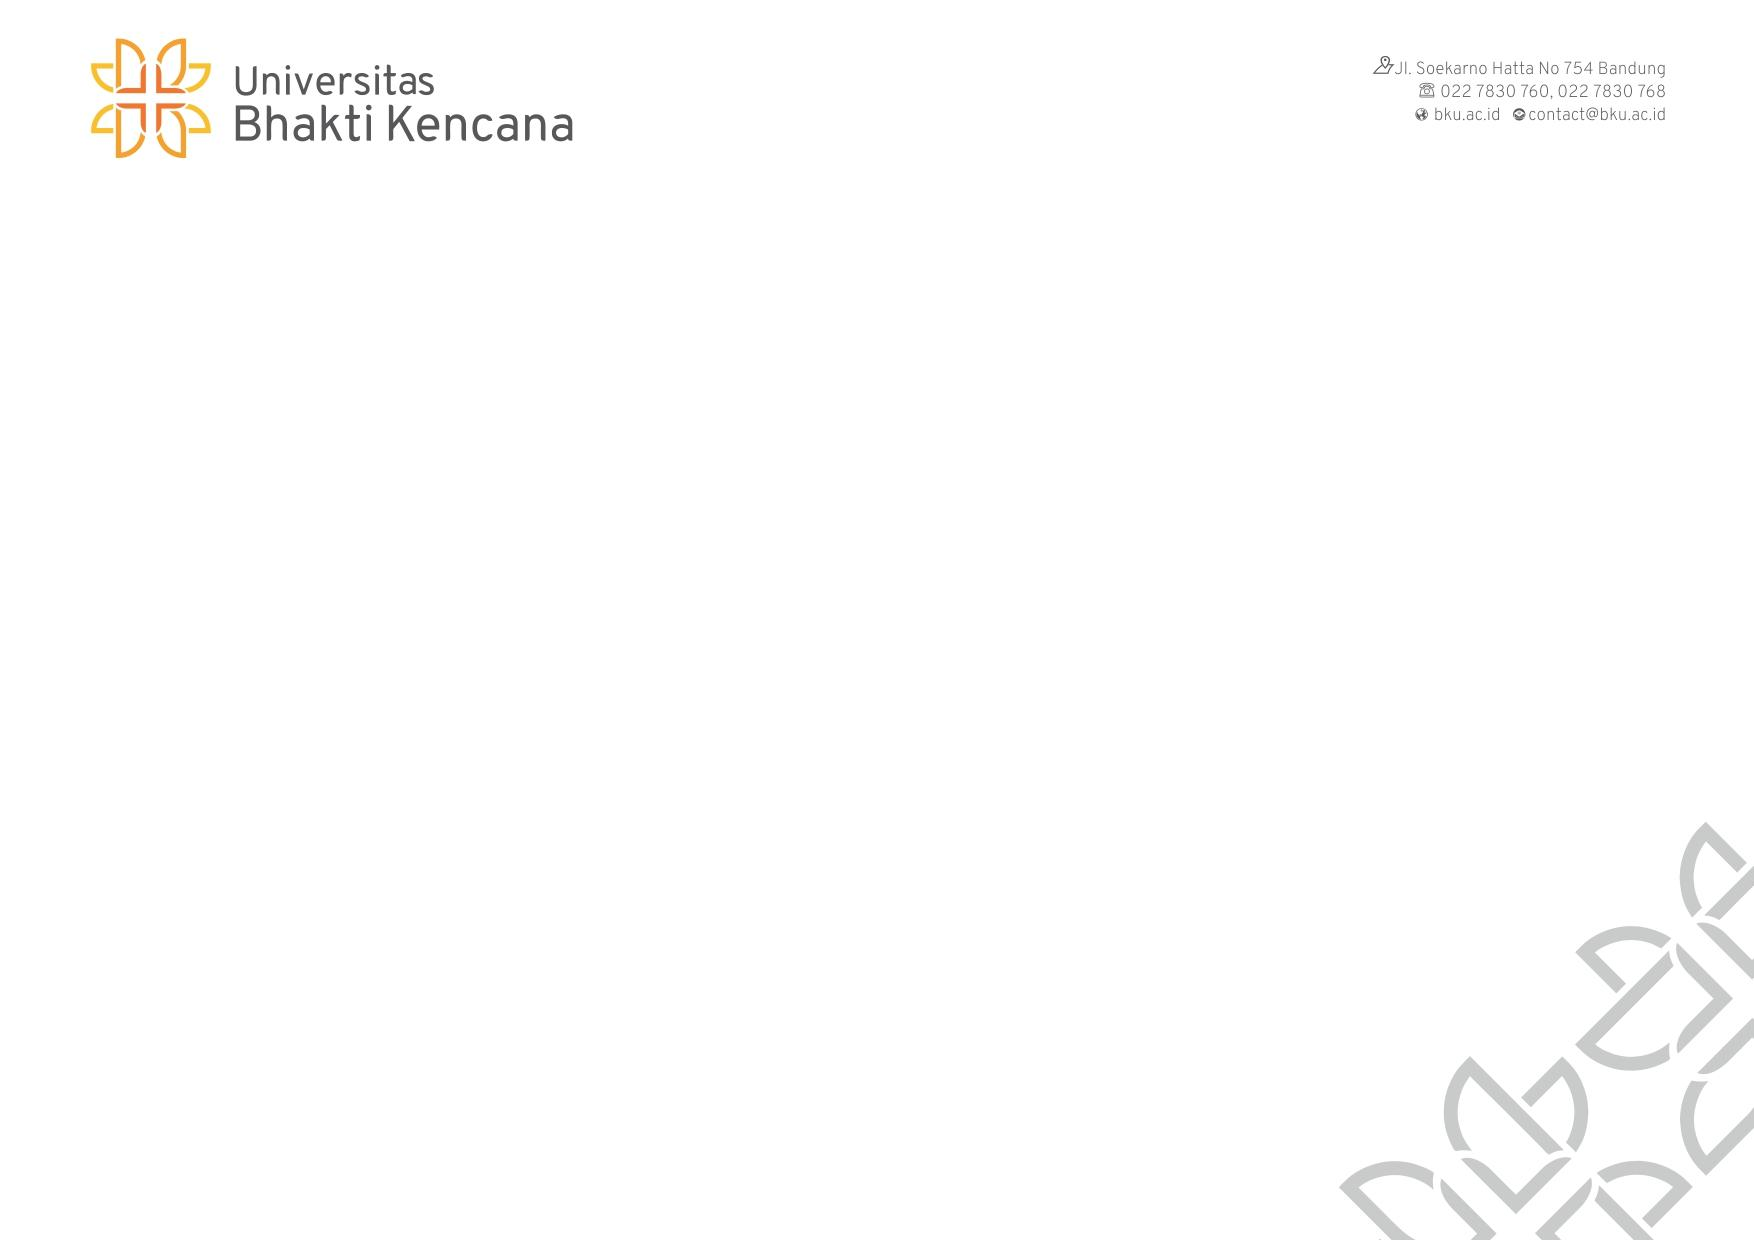 Universitas
Bhakti Kencana
Jl. Soekarno Hatta No 754 Bandung
022 7830 760, 022 7830 768
bku.ac.id contact@bku.ac.id